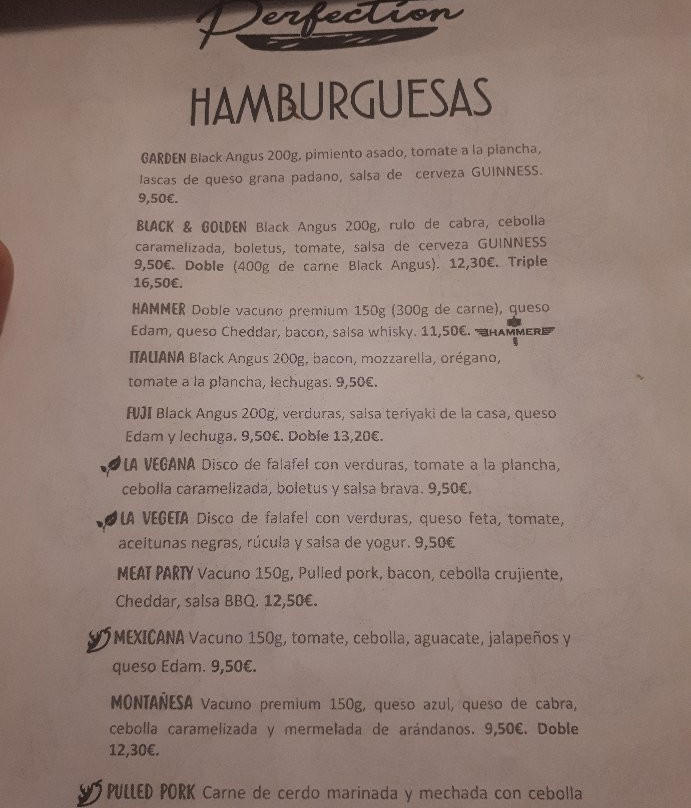 Perfection
HAMBURGUESAS
GARDEN Black Angus 200g, pimiento asado, tomate a la plancha,
lascas de queso grana padano, salsa de cerveza GUINNESS.
9,50€.
BLACK & GOLDEN Black Angus 200g, rulo de cabra, cebolla
caramelizada, boletus, tomate, salsa de cerveza GUINNESS
9,50€. Doble (400g de carne Black Angus). 12,30€. Triple
16,50€.
HAMMER Doble vacuno premium 150g (300g de carne), queso
Edam, queso Cheddar, bacon, salsa whisky. 11,50€. HAMMER
ITALIANA Black Angus 200g, bacon, mozzarella, orégano,
tomate a la plancha, lechugas. 9,50€.
FUJI Black Angus 200g, verduras, salsa teriyaki de la casa, queso
Edam y lechuga. 9,50€. Doble 13,20€.
LA VEGANA Disco de falafel con verduras, tomate a la plancha,
cebolla caramelizada, boletus y salsa brava. 9,50€.
LA VEGETA Disco de falafel con verduras, queso feta, tomate,
aceitunas negras, rúcula y salsa de yogur. 9,50€
MEAT PARTY Vacuno 150g, Pulled pork, bacon, cebolla crujiente,
Cheddar, salsa BBQ. 12,50€.
MEXICANA Vacuno 150g, tomate, cebolla, aguacate, jalapeños y
queso Edam. 9,50€.
MONTAÑESA Vacuno premium 150g, queso azul, queso de cabra,
cebolla caramelizada y mermelada de arándanos. 9,50€. Doble
12,30€.
PULLED PORK Carne de cerdo marinada y mechada con cebolla